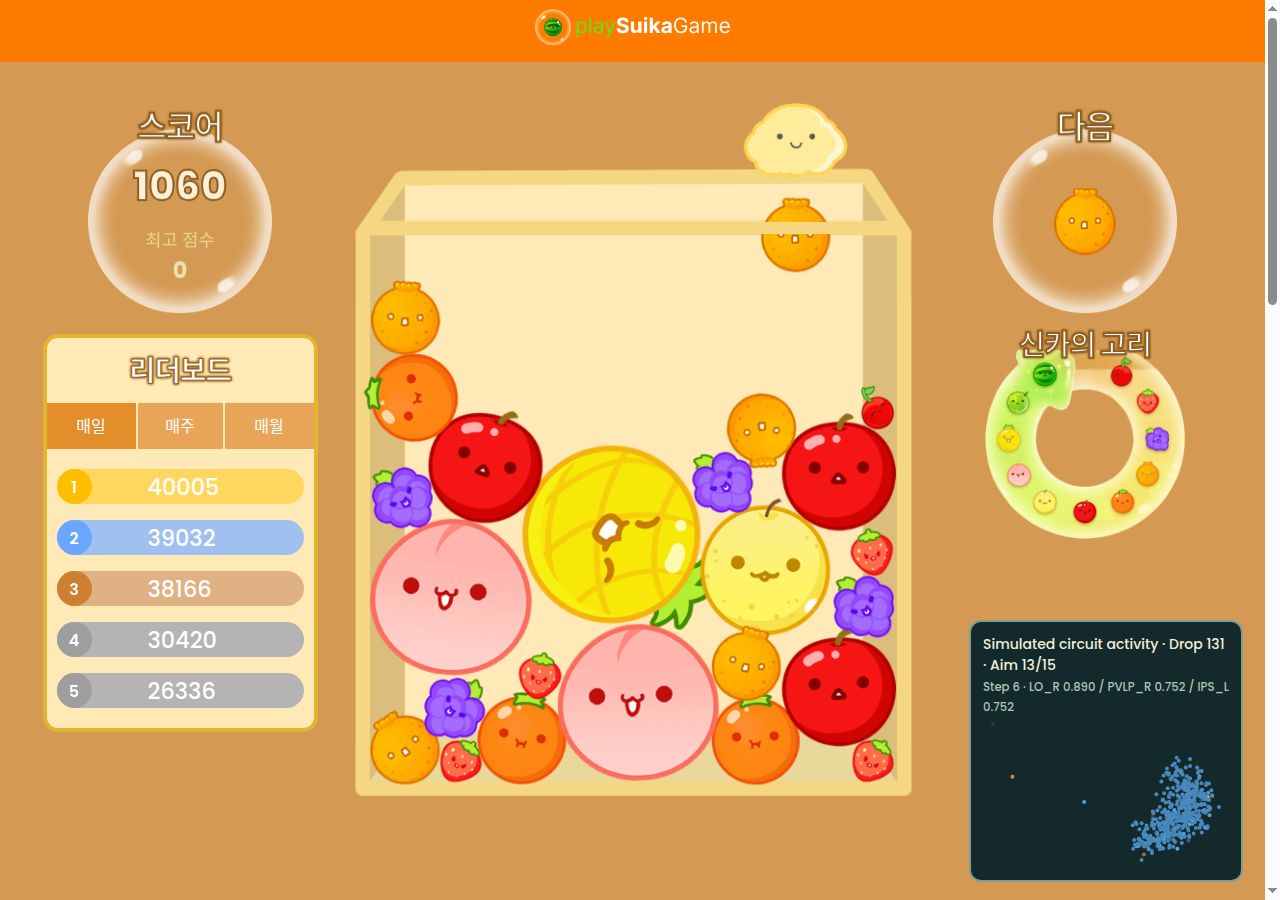 playSuikaGame
스코어
1060
최고 점수
0
다음
리더보드
매일
매주
매월
1
40005
2
39032
3
38166
4
30420
5
26336
신카의 고리
Simulated circuit activity · Drop 131
· Aim 13/15
Step 6 · LO_R 0.890 / PVLP_R 0.752 / IPS_L
0.752